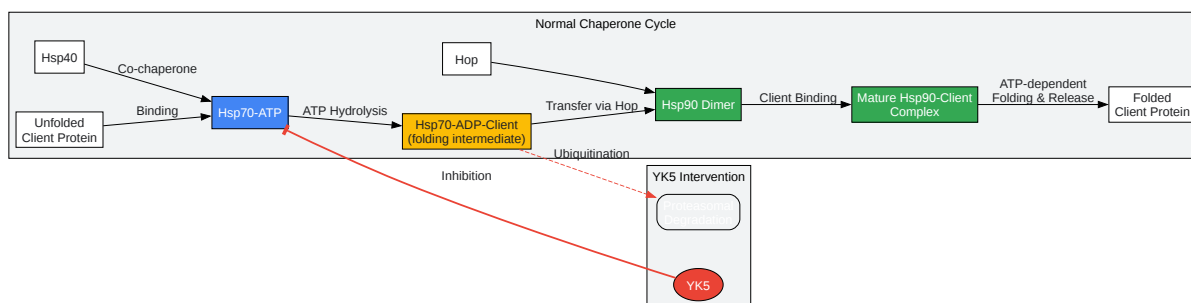 Normal Chaperone Cycle
Hsp40
Co-chaperone
Unfolded
Client Protein
Binding
Hsp70-ATP
ATP Hydrolysis
Hsp70-ADP-Client
(folding intermediate)
Hop
Transfer via Hop
Hsp90 Dimer
Client Binding
Mature Hsp90-Client
Complex
ATP-dependent
Folding & Release
Folded
Client Protein
Ubiquitination
Inhibition
YK5 Intervention
Proteasomal
Degradation
YK5